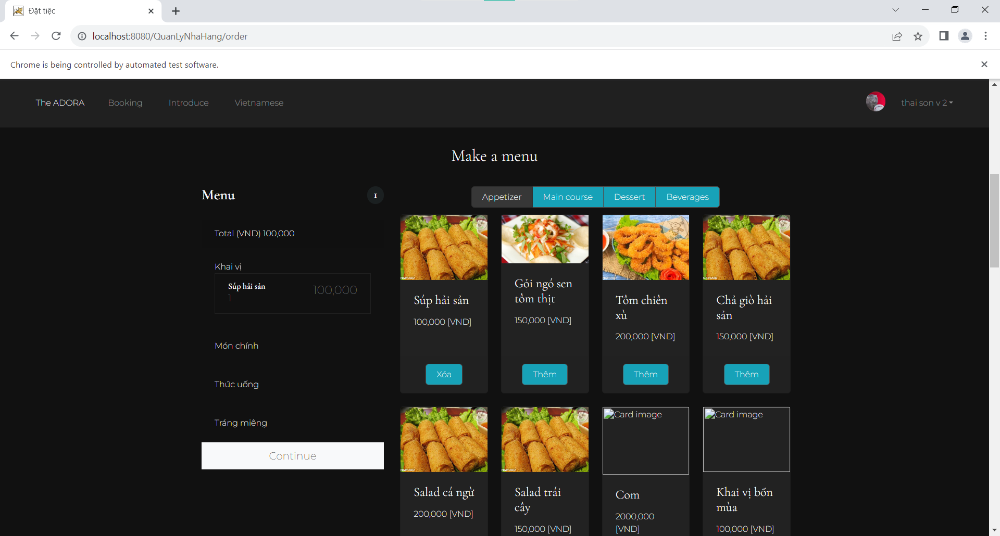 Đặt tiệc
localhost:8080/QuanLyNhaHang/order
Chrome is being controlled by automated test software.
The ADORA
Booking
Introduce
Vietnamese
thai son v 2
Make a menu
Menu
1
Total (VND) 100,000
Khai vị
Súp hải sản
100,000
1
Món chính
Thức uống
Tráng miệng
Continue
Appetizer
Main course
Dessert
Beverages
NAIFOOD
Súp hải sản
100,000 [VND]
Xóa
Gỏi ngó sen
tôm thịt
150,000 [VND]
Thêm
NAIFOOD
Tôm chiên
xù
200,000 [VND]
Thêm
NAIFOOD
Chả giò hải
sản
150,000 [VND]
Thêm
NAIFOOD
Salad cá ngừ
200,000 [VND]
NAIFOOD
Salad trái
cây
150,000 [VND]
Card image
Com
2000,000
[VND]
Card image
Khai vị bốn
mùa
100,000 [VND]